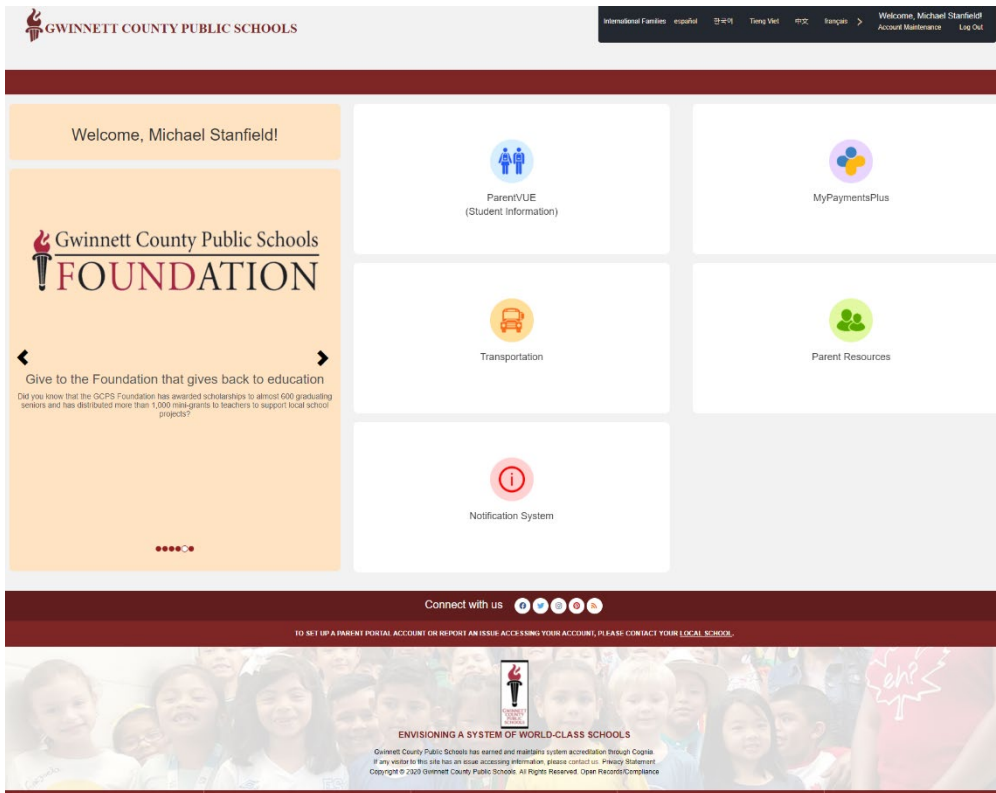 GWINNETT COUNTY PUBLIC SCHOOLS
International Families español 한국어 Tieng Viet 中文 français
Welcome, Michael Stanfield!
Account Maintenance Log Out
Welcome, Michael Stanfield!
Gwinnett County Public Schools
FOUNDATION
Give to the Foundation that gives back to education
Did you know that the GCPS Foundation has awarded scholarships to almost 600 graduating
seniors and has distributed more than 1,000 mini-grants to teachers to support local school
projects?
ParentVUE
(Student Information)
MyPaymentsPlus
Transportation
Parent Resources
Notification System
Connect with us
TO SET UP A PARENT PORTAL ACCOUNT OR REPORT AN ISSUE ACCESSING YOUR ACCOUNT, PLEASE CONTACT YOUR LOCAL SCHOOL.
eh?
GWINNETT
COUNTY
PUBLIC
SCHOOLS
ENVISIONING A SYSTEM OF WORLD-CLASS SCHOOLS
Gwinnett County Public Schools has earned and maintains system accreditation through Cognia.
If any visitor to this site has an issue accessing information, please contact us. Privacy Statement
Copyright © 2020 Gwinnett County Public Schools. All Rights Reserved. Open Records/Compliance